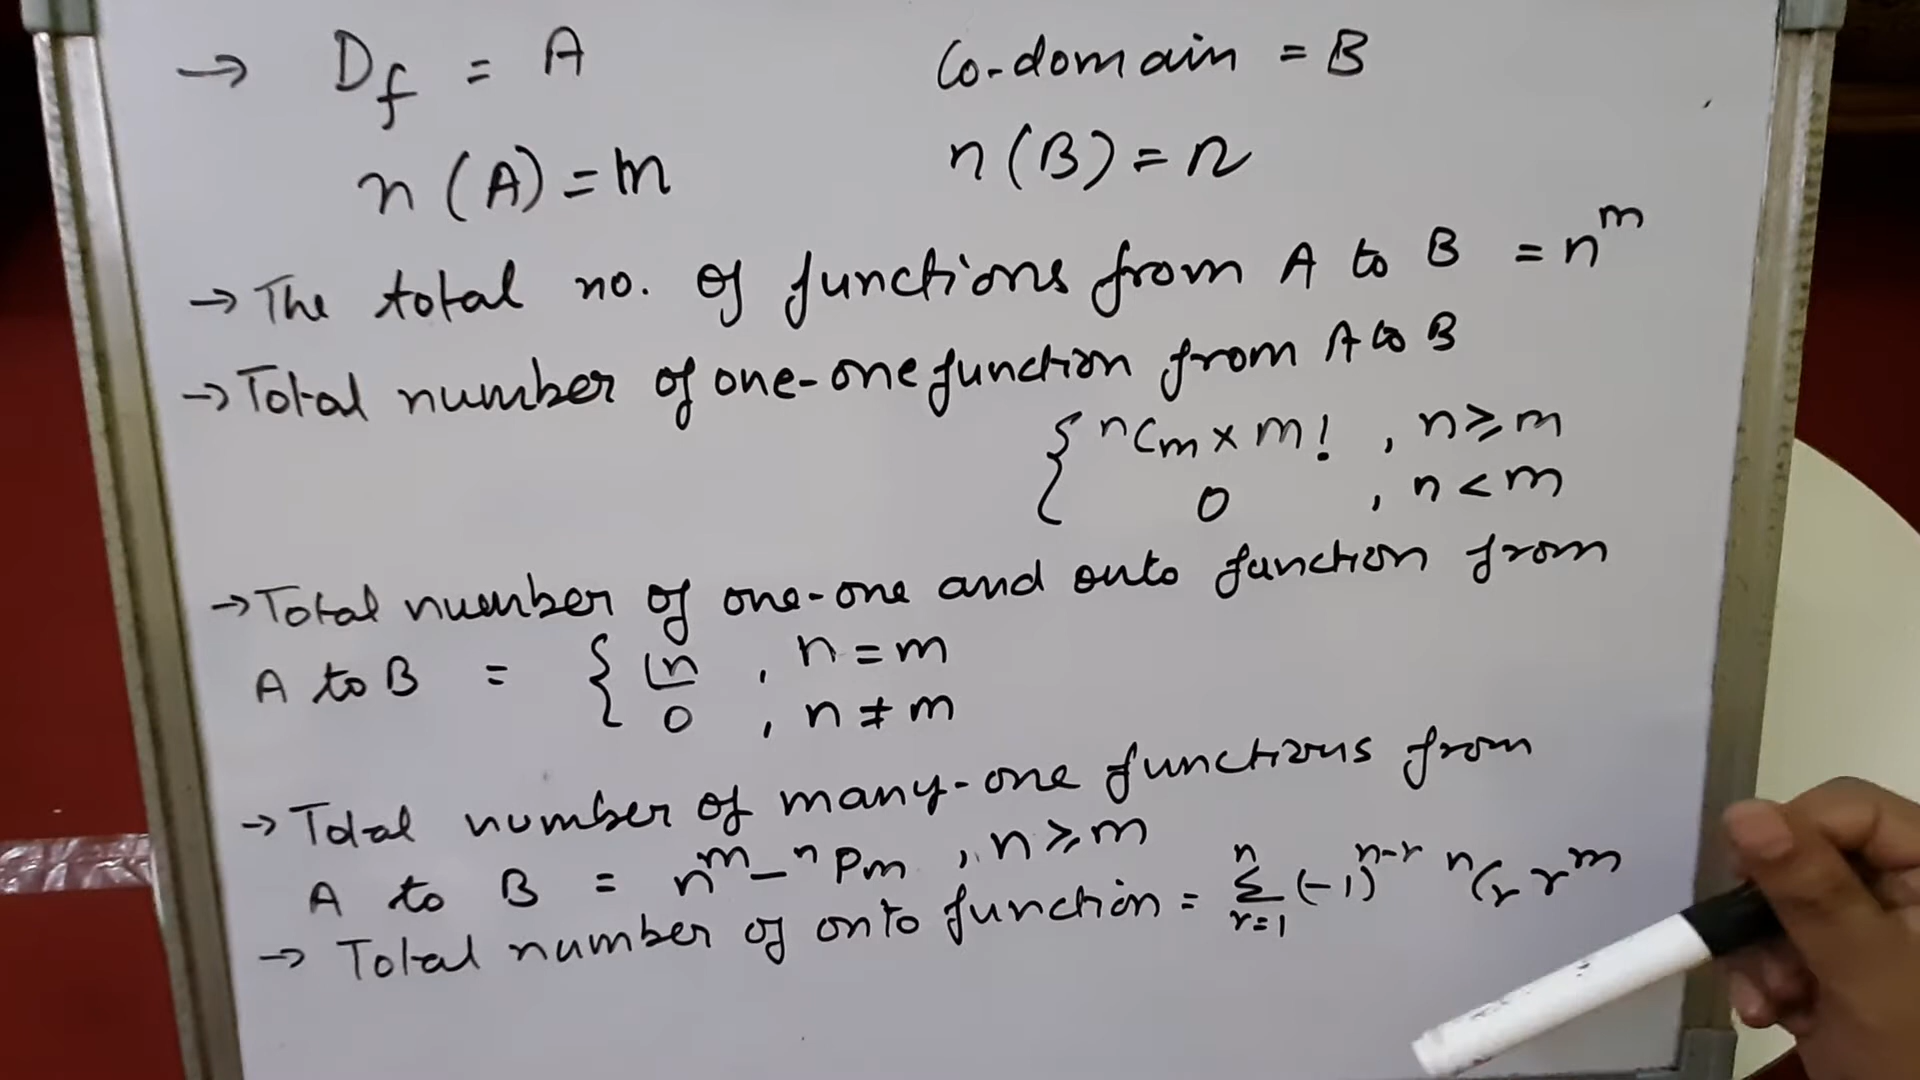 → Df = A Co-domain = B
n(A) = m n(B) = n
→ The total no. of functions from A to B = n^m
→ Total number of one-one function from A to B
{ ⁿCm × m! , n ≥ m
0 , n < m
→ Total number of one-one and onto function from
A to B = { |n , n = m
0 , n ≠ m
→ Total number of many-one functions from
A to B = n^m - ⁿPm , n ≥ m
→ Total number of onto function = Σ_{r=1}^{n} (-1)^{n-r} ⁿCr r^m